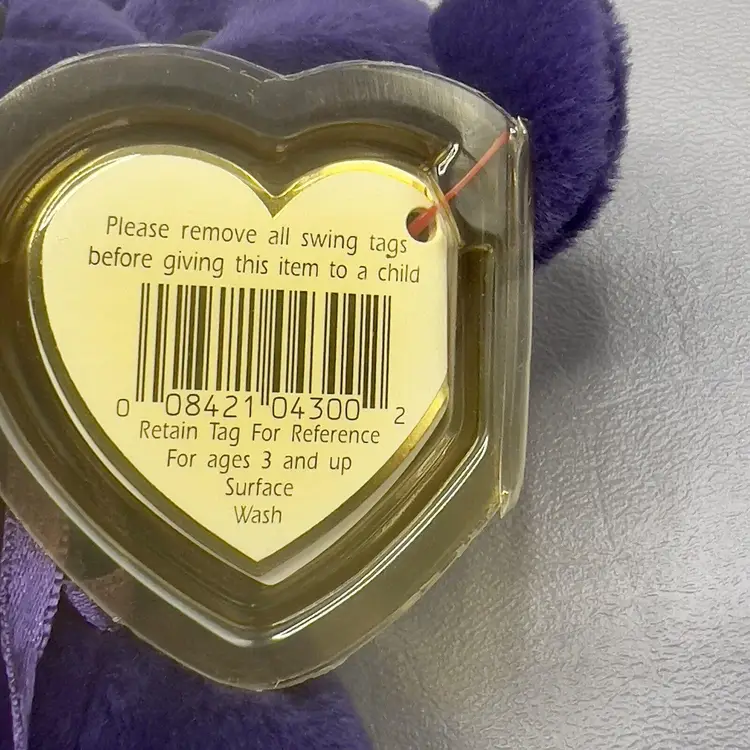 Please remove all swing tags
before giving this item to a child
0 08421 04300 2
Retain Tag For Reference
For ages 3 and up
Surface
Wash